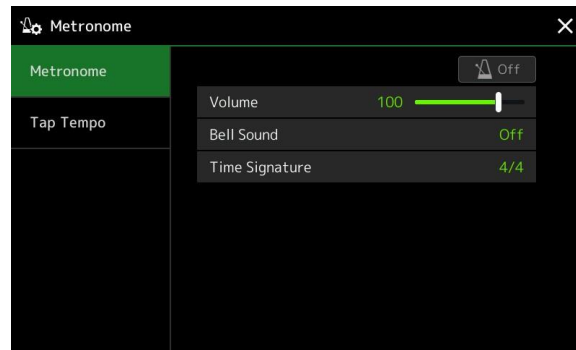 Metronome
Metronome
Off
Volume 100
Tap Tempo
Bell Sound Off
Time Signature 4/4